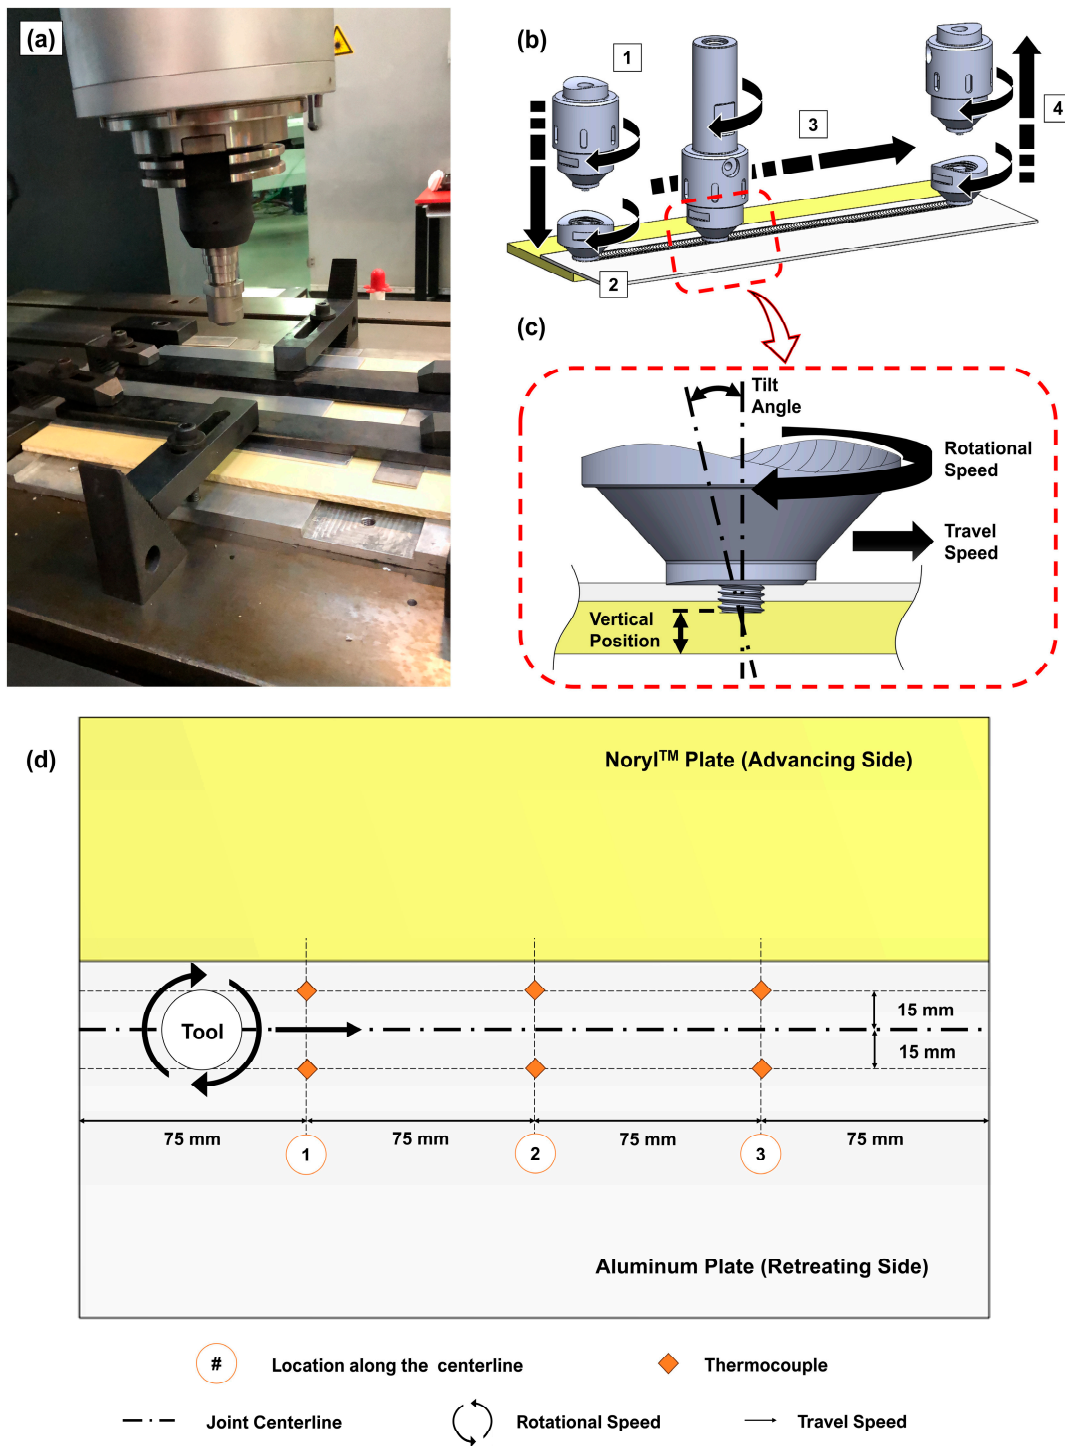 (a)
(b)
1
3
4
2
(c)
Tilt
Angle
Rotational
Speed
Travel
Speed
Vertical
Position
(d)
Noryl™ Plate (Advancing Side)
Tool
15 mm
15 mm
75 mm
75 mm
75 mm
75 mm
1
2
3
Aluminum Plate (Retreating Side)
# Location along the centerline
Thermocouple
Joint Centerline
Rotational Speed
Travel Speed